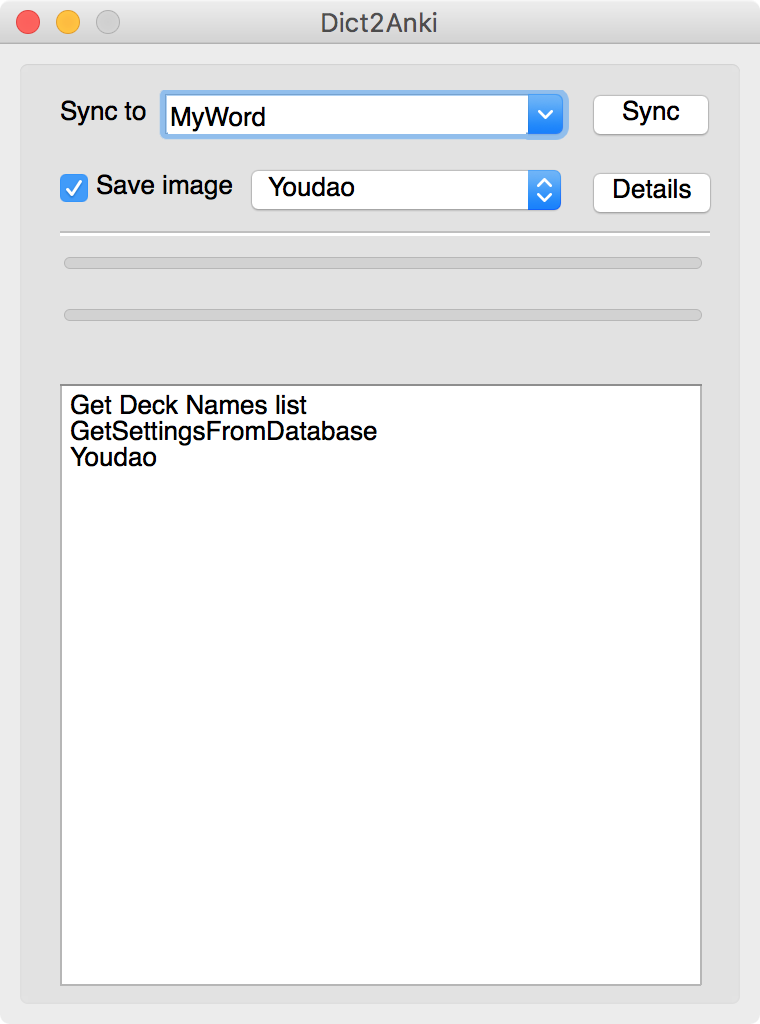 Dict2Anki
Sync to MyWord Sync
Save image Youdao Details
Get Deck Names list
GetSettingsFromDatabase
Youdao